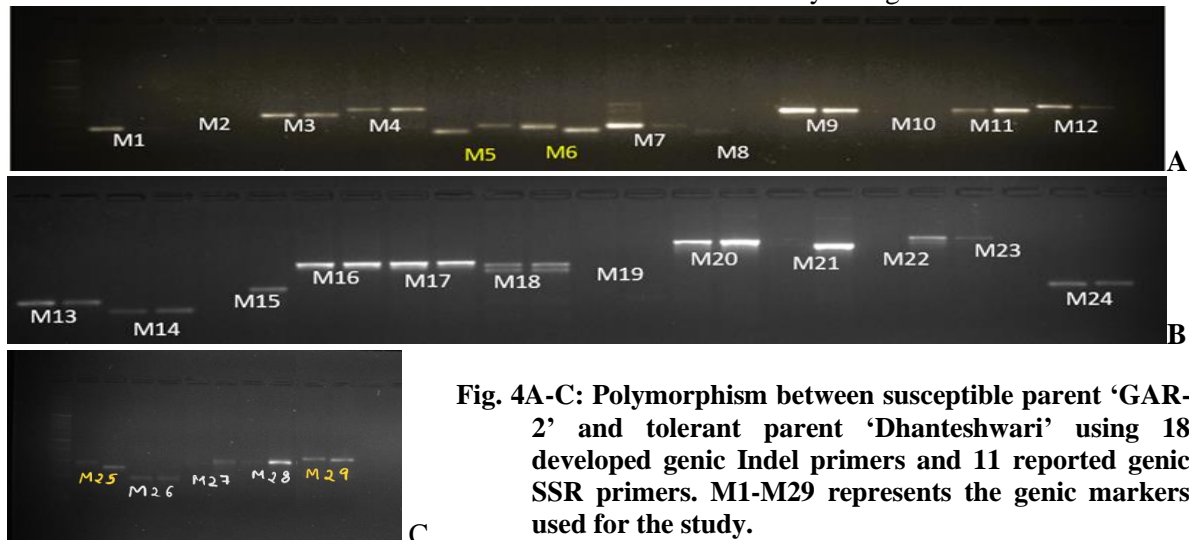 M1
M2
M3
M4
M5
M6
M7
M8
M9
M10
M11
M12
A
M13
M14
M15
M16
M17
M18
M19
M20
M21
M22
M23
M24
B
M25
M26
M27
M28
M29
C
Fig. 4A-C: Polymorphism between susceptible parent ‘GAR-
2’ and tolerant parent ‘Dhanteshwari’ using 18
developed genic Indel primers and 11 reported genic
SSR primers. M1-M29 represents the genic markers
used for the study.